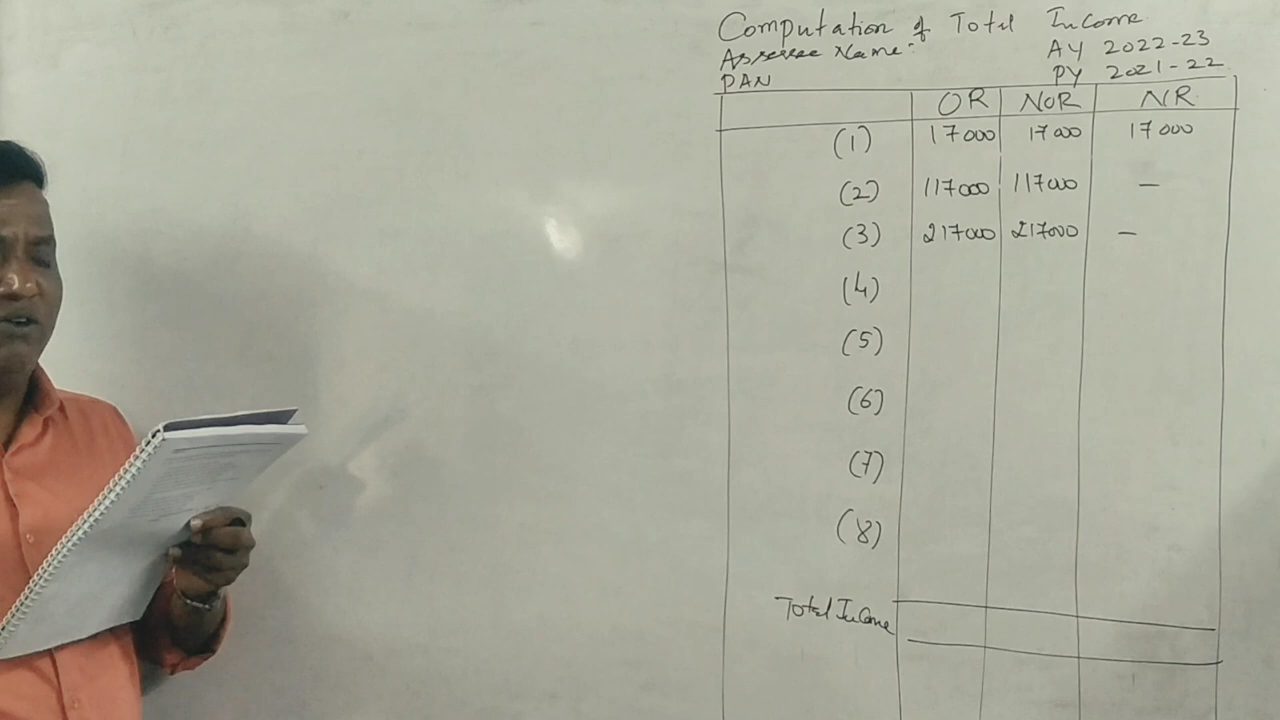 Computation of Total Income
Assessee Name:- AY 2022-23
PAN PY 2021-22
OR NOR NR
(1) 17000 17000 17000
(2) 117000 117000 —
(3) 217000 217000 —
(4)
(5)
(6)
(7)
(8)
Total Income